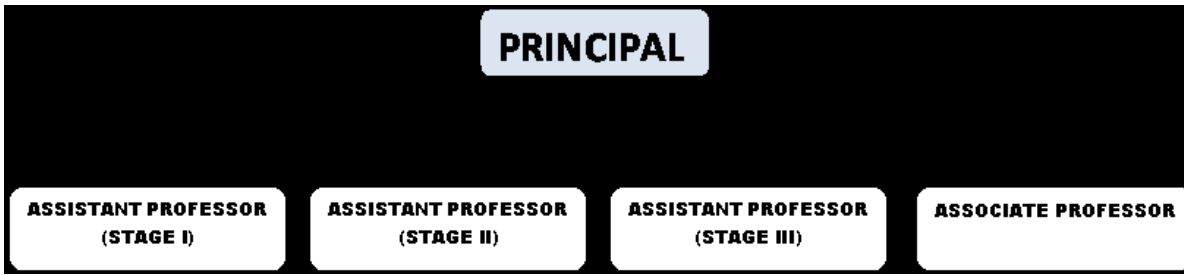 PRINCIPAL
ASSISTANT PROFESSOR
(STAGE I)
ASSISTANT PROFESSOR
(STAGE II)
ASSISTANT PROFESSOR
(STAGE III)
ASSOCIATE PROFESSOR